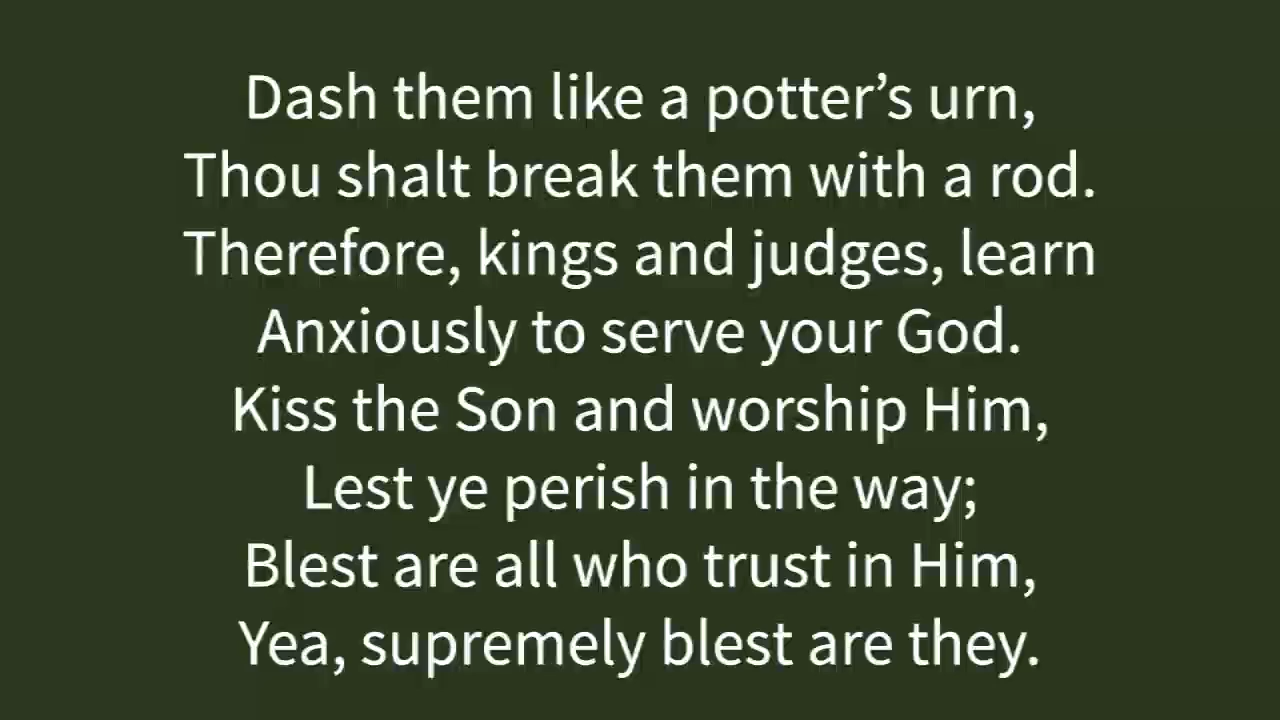 Dash them like a potter’s urn,
Thou shalt break them with a rod.
Therefore, kings and judges, learn
Anxiously to serve your God.
Kiss the Son and worship Him,
Lest ye perish in the way;
Blest are all who trust in Him,
Yea, supremely blest are they.